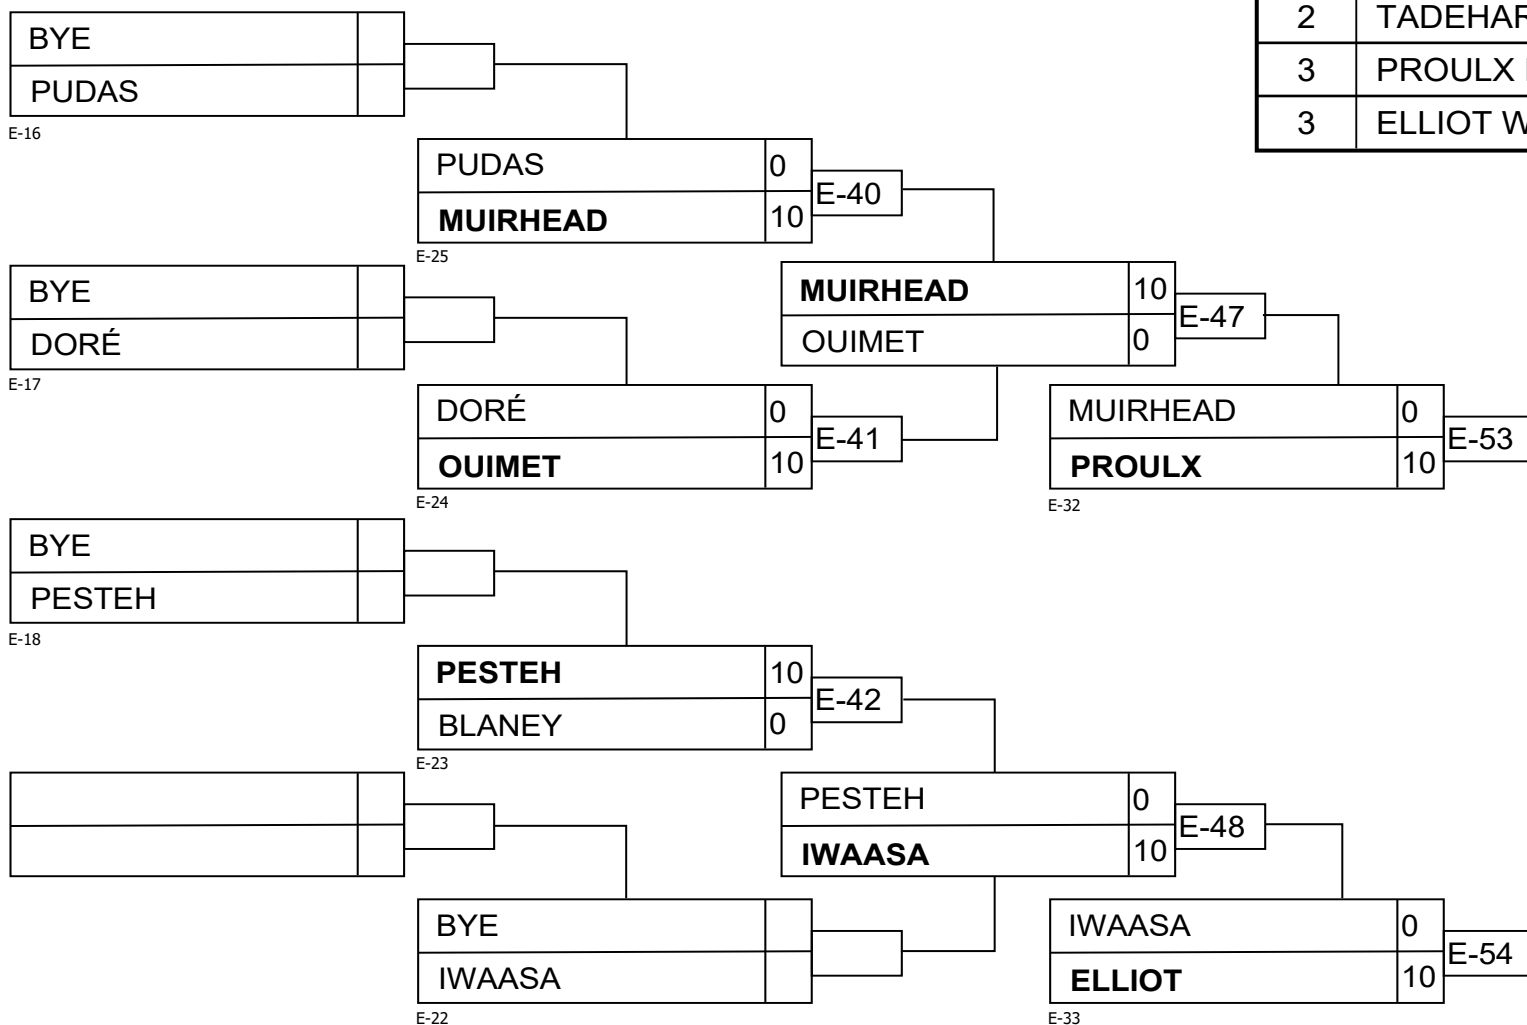 2 TADEHAR
3 PROULX
3 ELLIOT W
BYE
PUDAS
E-16
PUDAS 0
MUIRHEAD 10
E-40
E-25
BYE
DORÉ
E-17
MUIRHEAD 10
OUIMET 0
E-47
DORÉ 0
OUIMET 10
E-41
E-24
MUIRHEAD 0
PROULX 10
E-53
E-32
BYE
PESTEH
E-18
PESTEH 10
BLANEY 0
E-42
E-23
PESTEH 0
IWAASA 10
E-48
BYE
IWAASA
E-22
IWAASA 0
ELLIOT 10
E-54
E-33